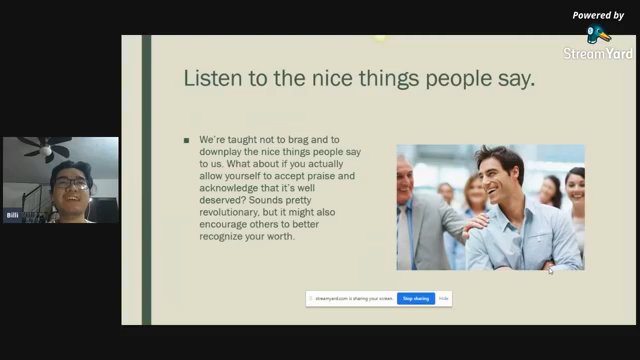 Powered by
StreamYard
Listen to the nice things people say.
We're taught not to brag and to
downplay the nice things people say
to us. What about if you actually
allow yourself to accept praise and
acknowledge that it's well
deserved? Sounds pretty
revolutionary, but it might also
encourage others to better
recognize your worth.
Billi
streamyard.com is sharing your screen.
Stop sharing
Hide